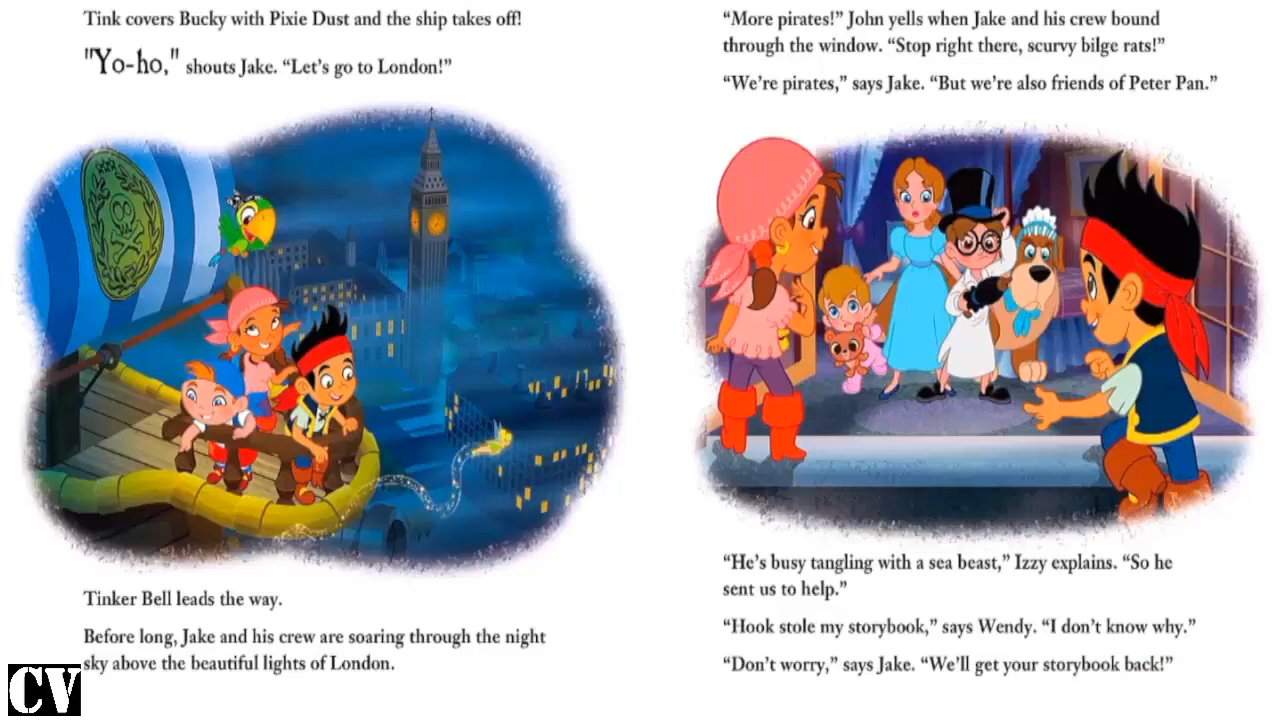 Tink covers Bucky with Pixie Dust and the ship takes off!
"Yo-ho," shouts Jake. “Let’s go to London!”
Tinker Bell leads the way.
Before long, Jake and his crew are soaring through the night
sky above the beautiful lights of London.
CV
“More pirates!” John yells when Jake and his crew bound
through the window. “Stop right there, scurvy bilge rats!”
“We’re pirates,” says Jake. “But we’re also friends of Peter Pan.”
“He’s busy tangling with a sea beast,” Izzy explains. “So he
sent us to help.”
“Hook stole my storybook,” says Wendy. “I don’t know why.”
“Don’t worry,” says Jake. “We’ll get your storybook back!”